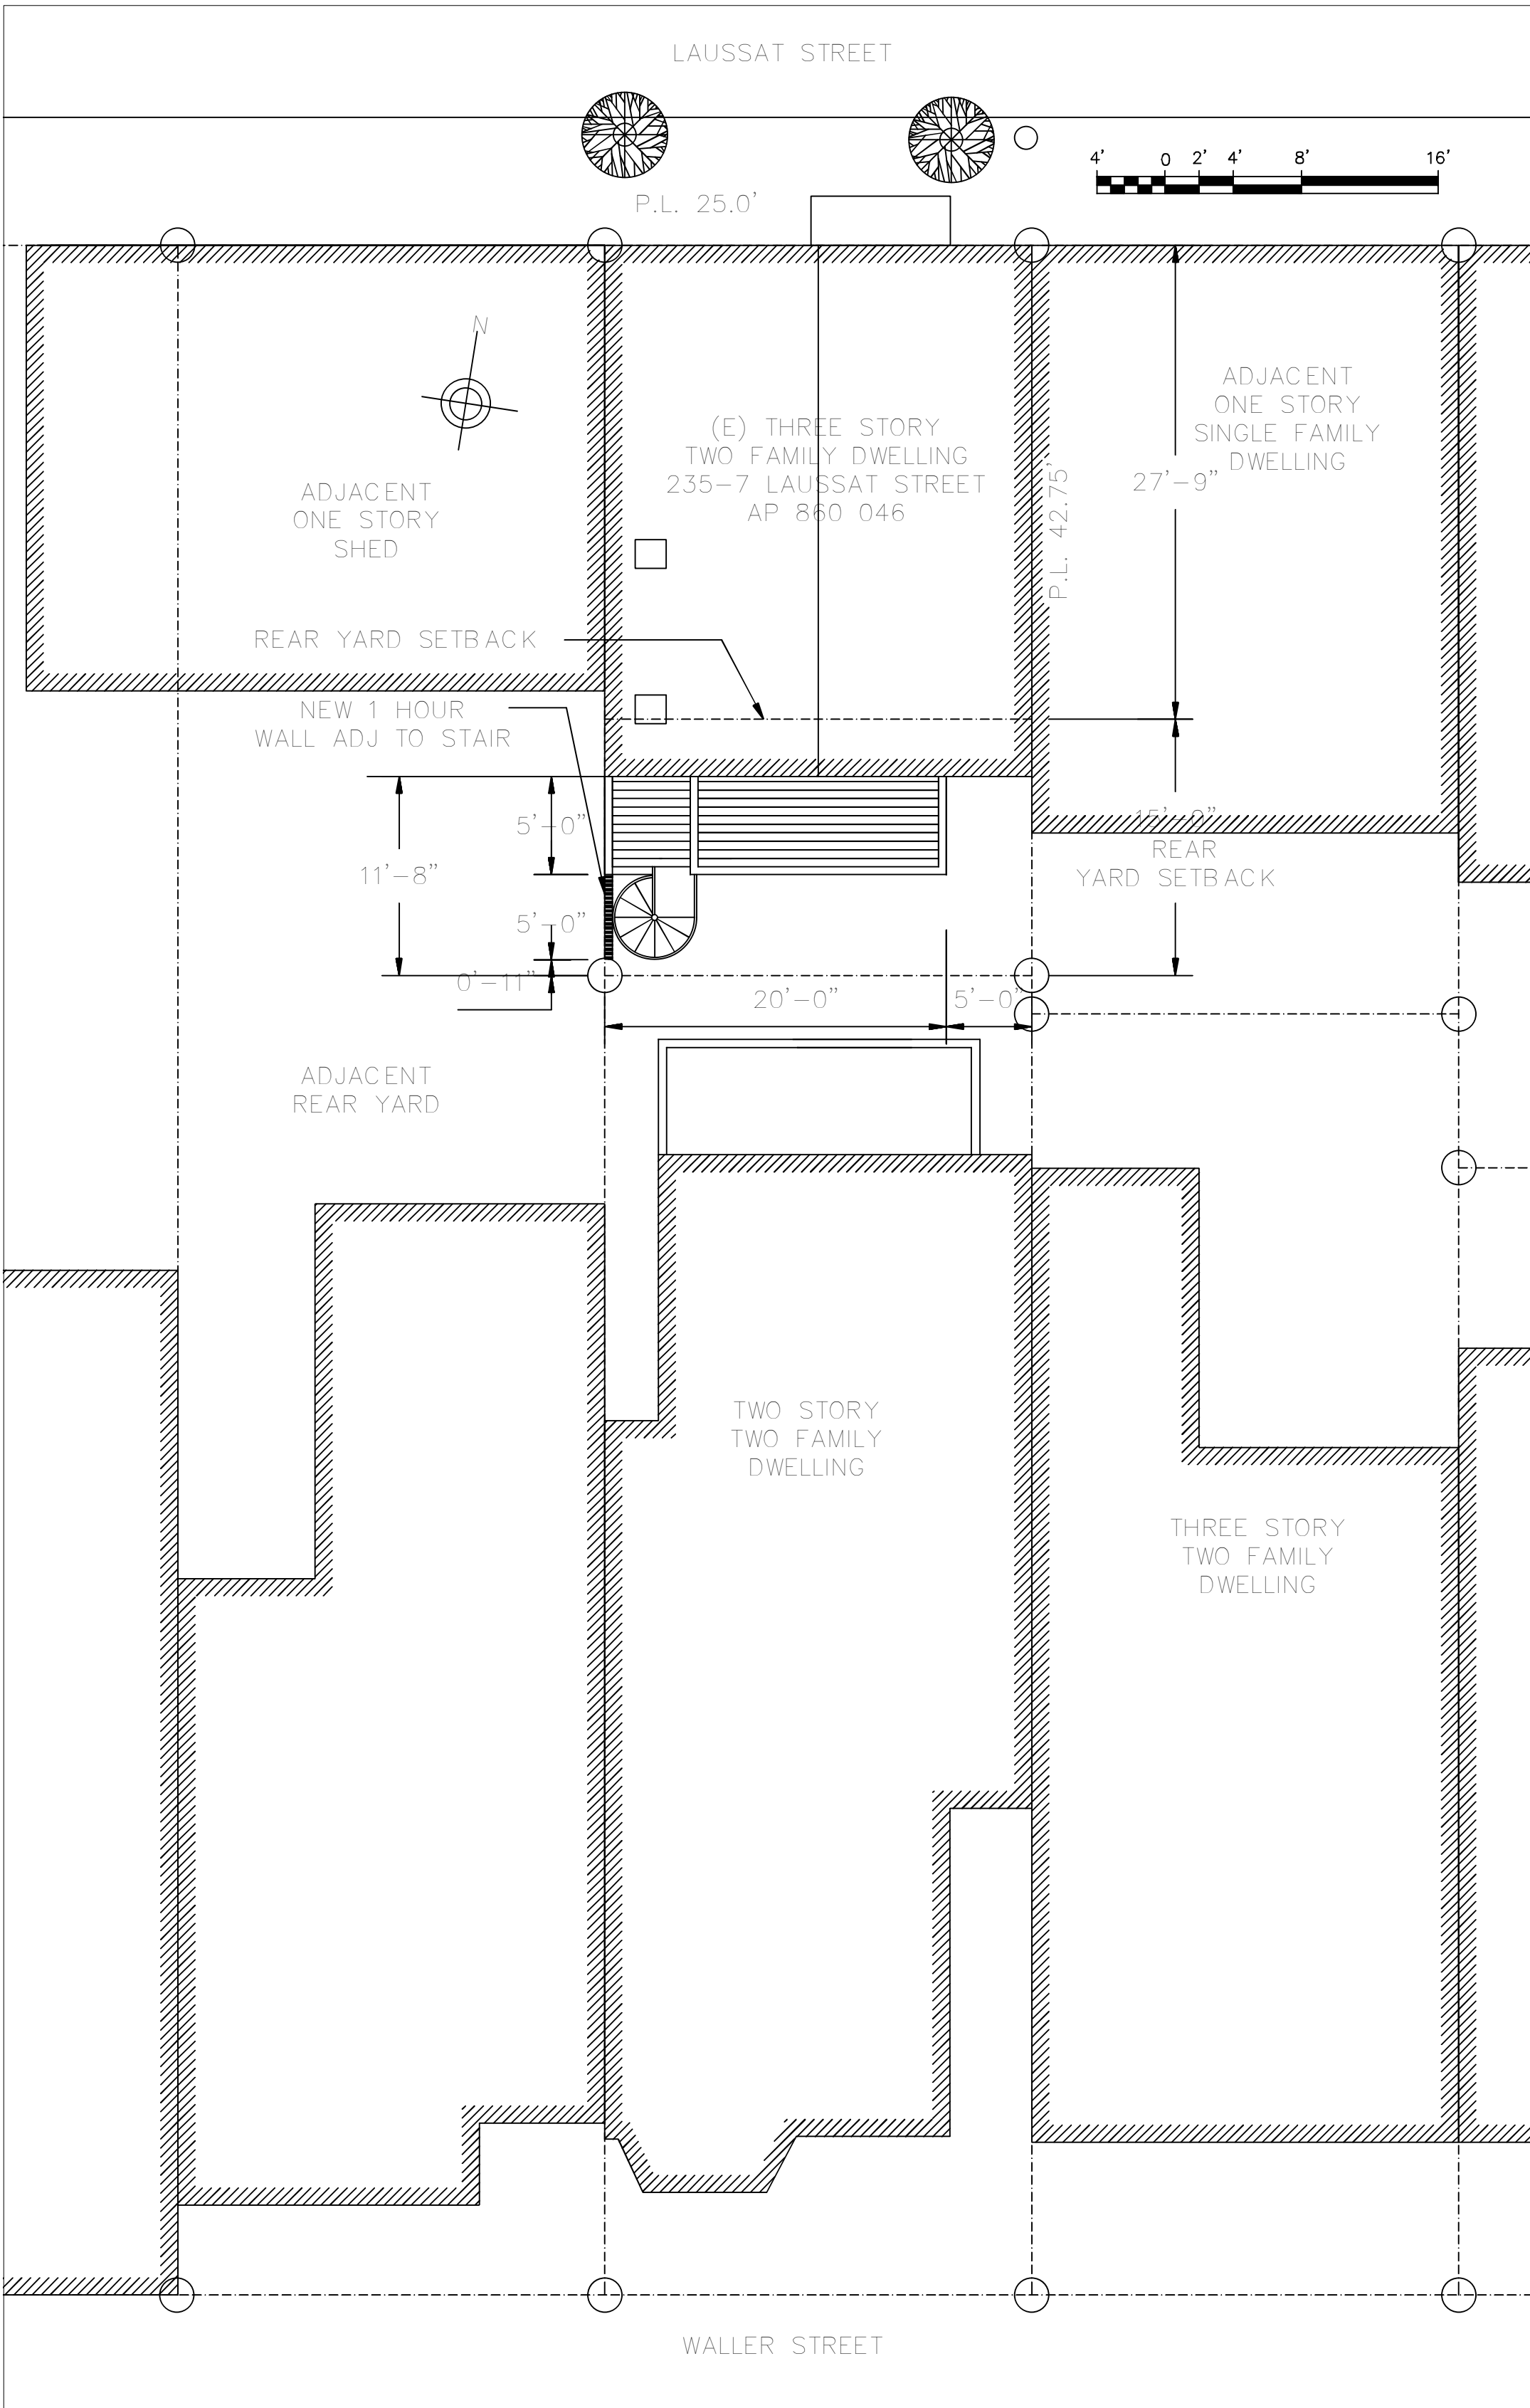 LAUSSAT STREET
4' 0 2' 4' 8' 16'
P.L. 25.0'
N
ADJACENT
ONE STORY
SINGLE FAMILY
DWELLING
(E) THREE STORY
TWO FAMILY DWELLING
235-7 LAUSSAT STREET
AP 860 046
P.L. 42.75'
27'-9"
ADJACENT
ONE STORY
SHED
REAR YARD SETBACK
NEW 1 HOUR
WALL ADJ TO STAIR
5'-0"
11'-8"
5'-0"
0'-11"
15'-0"
REAR
YARD SETBACK
20'-0"
5'-0"
ADJACENT
REAR YARD
TWO STORY
TWO FAMILY
DWELLING
THREE STORY
TWO FAMILY
DWELLING
WALLER STREET